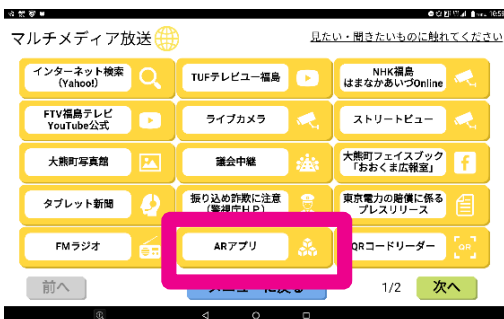 10:58
マルチメディア放送
見たい・聞きたいものに触れてください
インターネット検索
(Yahoo!)
TUFテレビユー福島
NHK福島
はまなかあいづOnline
FTV福島テレビ
YouTube公式
ライブカメラ
ストリートビュー
大熊町写真館
議会中継
大熊町フェイスブック
「おおくま広報室」
タブレット新聞
振り込め詐欺に注意
(警視庁HP)
東京電力の賠償に係る
プレスリリース
FMラジオ
ARアプリ
QRコードリーダー
QR
前へ
1/2
次へ